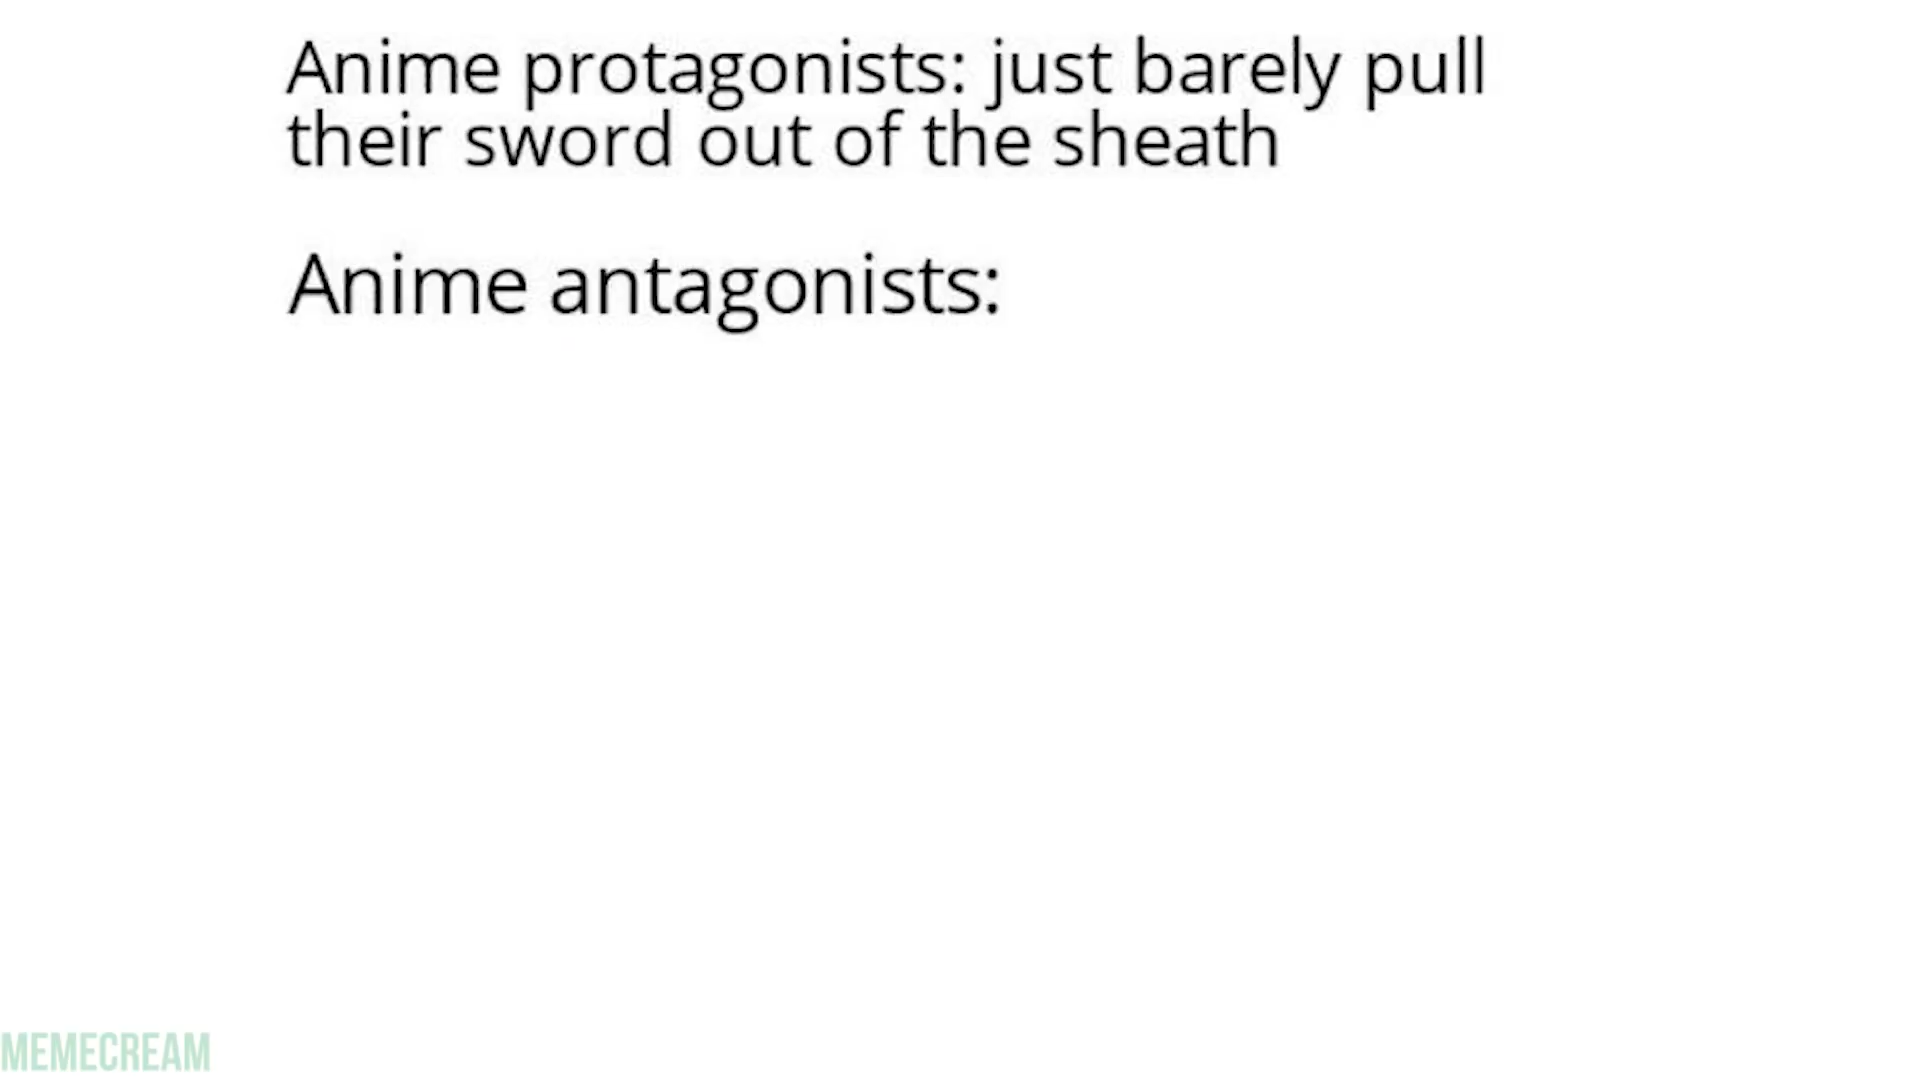 Anime protagonists: just barely pull
their sword out of the sheath
Anime antagonists:
MEMECREAM